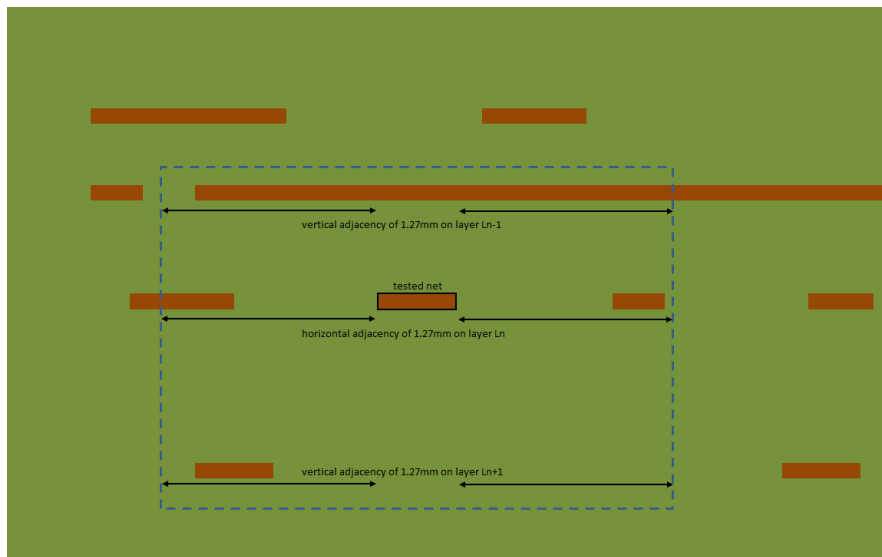 vertical adjacency of 1.27mm on layer Ln-1
tested net
horizontal adjacency of 1.27mm on layer Ln
vertical adjacency of 1.27mm on layer Ln+1